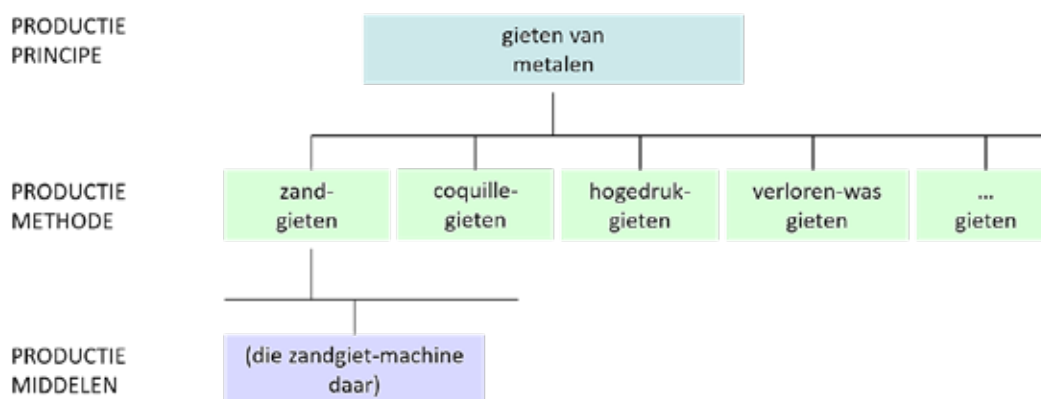 PRODUCTIE
PRINCIPE
gieten van
metalen
PRODUCTIE
METHODE
zand-
gieten
coquille-
gieten
hogedruk-
gieten
verloren-was
gieten
...
gieten
PRODUCTIE
MIDDELEN
(die zandgiet-machine
daar)